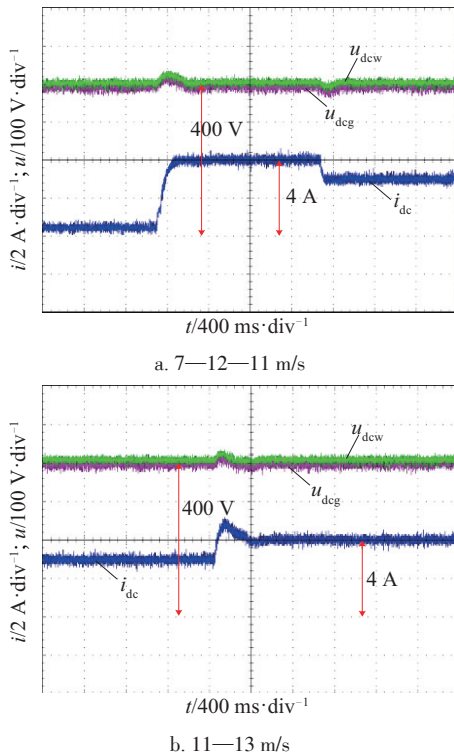 i/2 A·div⁻¹; u/100 V·div⁻¹
u_dcw
u_dcg
400 V
4 A
i_dc
t/400 ms·div⁻¹
a. 7—12—11 m/s
i/2 A·div⁻¹; u/100 V·div⁻¹
u_dcw
u_dcg
400 V
i_dc
4 A
t/400 ms·div⁻¹
b. 11—13 m/s